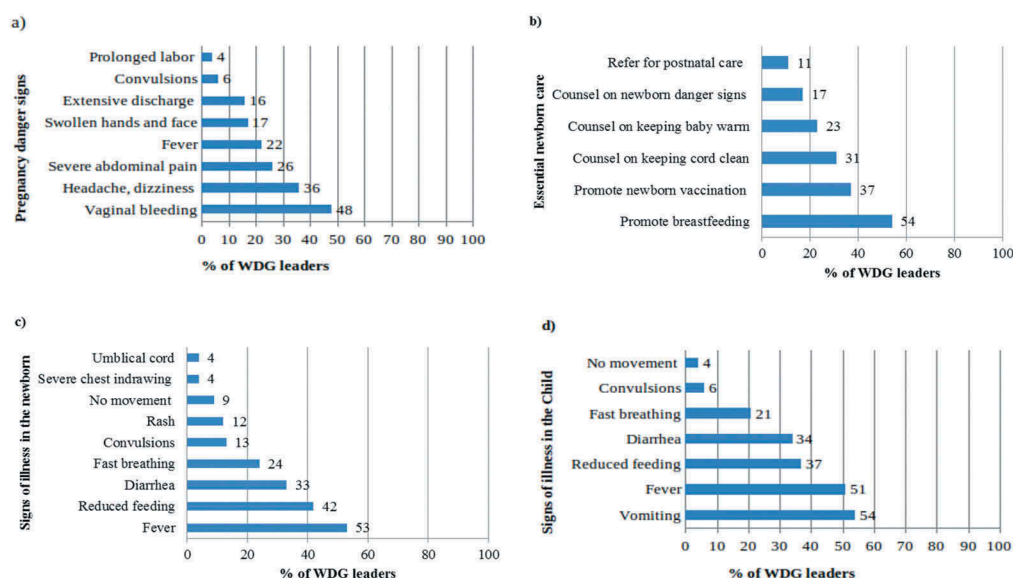 a)
Pregnancy danger signs
Prolonged labor 4
Convulsions 6
Extensive discharge 16
Swollen hands and face 17
Fever 22
Severe abdominal pain 26
Headache, dizziness 36
Vaginal bleeding 48
0 10 20 30 40 50 60 70 80 90 100
% of WDG leaders
b)
Essential newborn care
Refer for postnatal care 11
Counsel on newborn danger signs 17
Counsel on keeping baby warm 23
Counsel on keeping cord clean 31
Promote newborn vaccination 37
Promote breastfeeding 54
0 20 40 60 80 100
% of WDG leaders
c)
Signs of illness in the newborn
Umblical cord 4
Severe chest indrawing 4
No movement 9
Rash 12
Convulsions 13
Fast breathing 24
Diarrhea 33
Reduced feeding 42
Fever 53
0 20 40 60 80 100
% of WDG leaders
d)
Signs of illness in the Child
No movement 4
Convulsions 6
Fast breathing 21
Diarrhea 34
Reduced feeding 37
Fever 51
Vomiting 54
0 10 20 30 40 50 60 70 80 90 100
% of WDG leaders